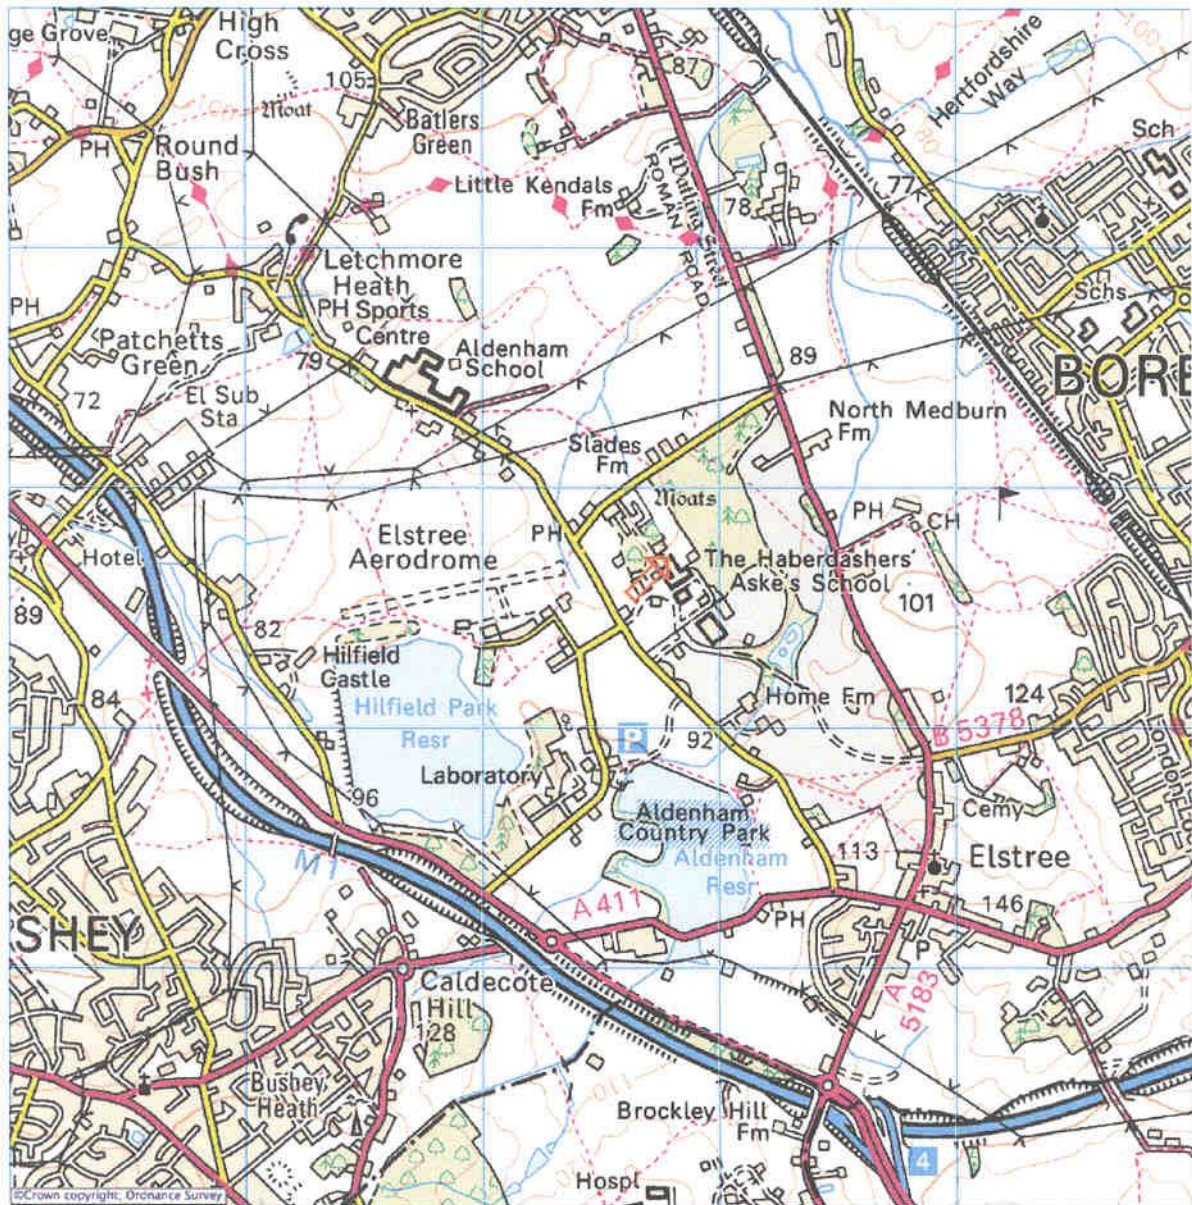 ge Grove
High
Cross
105
Moat
Batlers
Green
87
Hertfordshire
Way
80
100
Sch
PH
Round
Bush
Little Kendals
Fm
Watling Street
ROMAN ROAD
78
77
Letchmore
Heath
PH Sports
Centre
PH
Patchetts
Green
79
Aldenham
School
Schs
89
BORE
72
El Sub
Sta
North Medburn
Fm
Slades
Fm
Moats
PH
PH
CH
Elstree
Aerodrome
Hotel
The Haberdashers'
Aske's School
101
89
82
Hilfield
Castle
84
Hilfield Park
Resr
Home Fm
124
B 5378
London
P
92
Laboratory
96
Aldenham
Country Park
Aldenham
Resr
Cemy
113
Elstree
M1
A 411
PH
146
SHEY
P
Caldecote
Hill
128
A
5183
140
Bushey
Heath
110
Brockley Hill
Fm
4
Hospl
©Crown copyright; Ordnance Survey